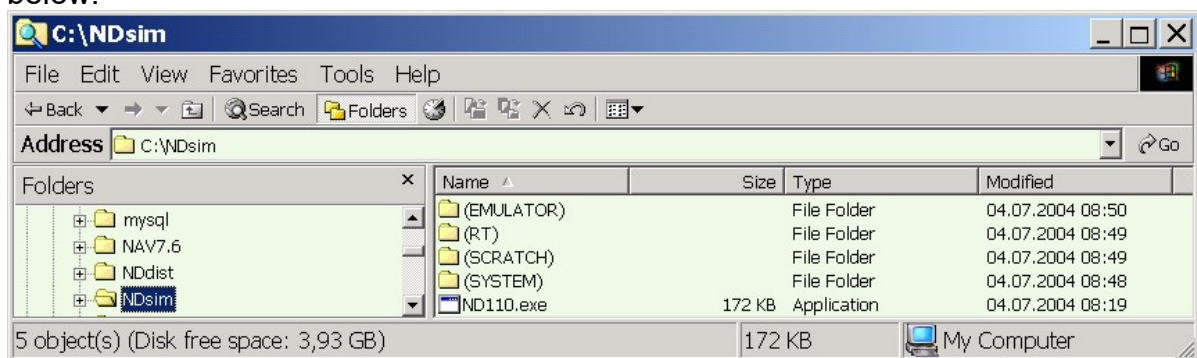 below.
C:\NDsim
File Edit View Favorites Tools Help
Back Search Folders
Address C:\NDsim Go
Folders × Name Size Type Modified
mysql
NAV7.6
NDdist
NDsim
(EMULATOR) File Folder 04.07.2004 08:50
(RT) File Folder 04.07.2004 08:49
(SCRATCH) File Folder 04.07.2004 08:49
(SYSTEM) File Folder 04.07.2004 08:48
ND110.exe 172 KB Application 04.07.2004 08:19
5 object(s) (Disk free space: 3,93 GB) 172 KB My Computer